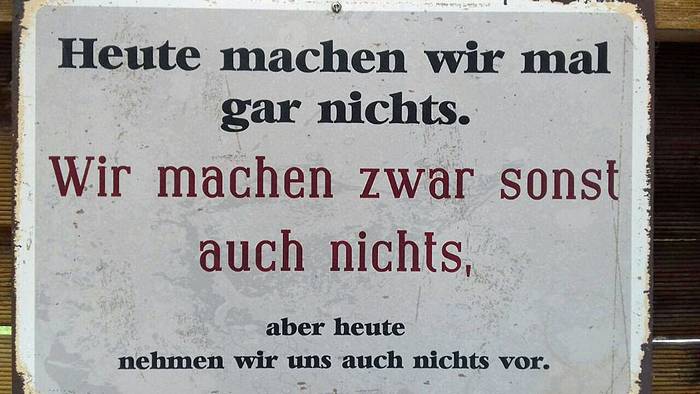 Heute machen wir mal
gar nichts.
Wir machen zwar sonst
auch nichts,
aber heute
nehmen wir uns auch nichts vor.